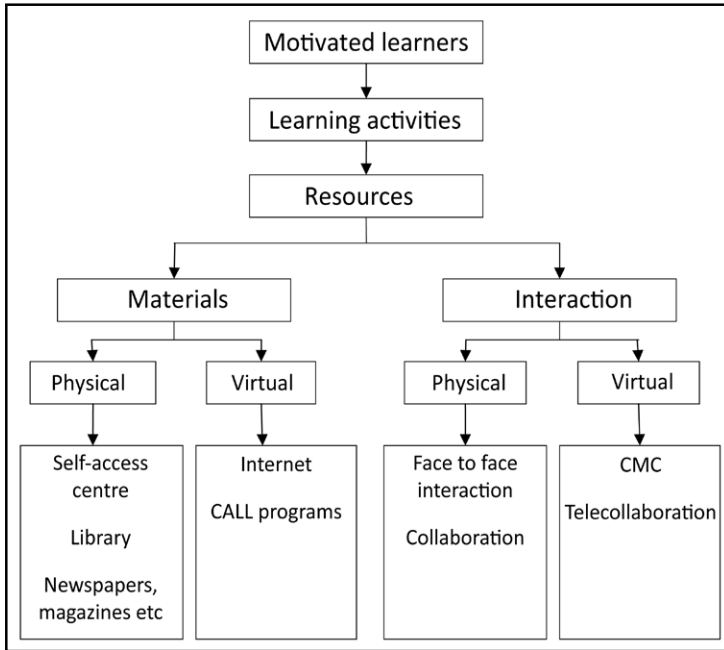 Motivated learners
Learning activities
Resources
Materials
Interaction
Physical
Virtual
Physical
Virtual
Self-access
centre
Library
Newspapers,
magazines etc
Internet
CALL programs
Face to face
interaction
Collaboration
CMC
Telecollaboration